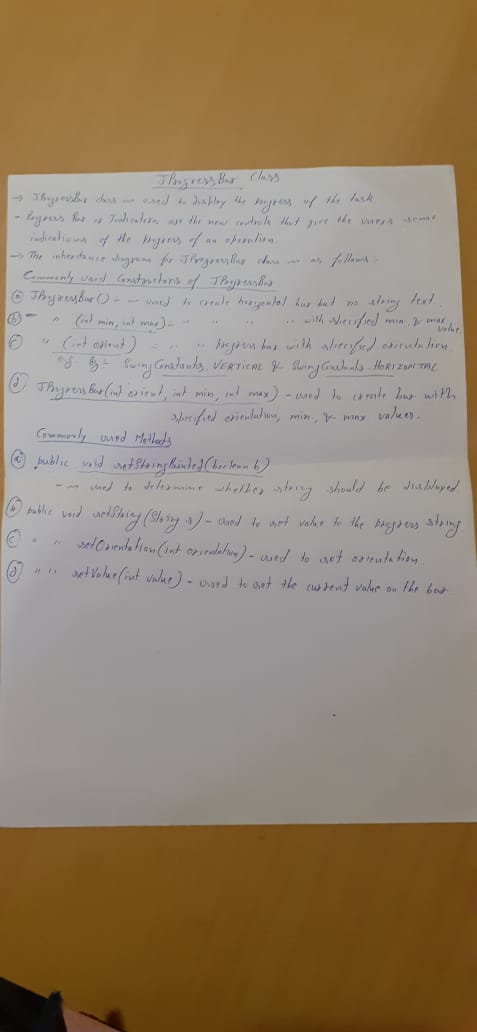 JProgressBar Class
→ JProgressBar class is used to display the progress of the task.
- Progress Bar or Indicators are the new controls that give the users some
indications of the progress of an operation.
→ The inheritance diagram for JProgressBar class is as follows :-
Commonly used Constructors of JProgressBar
(a) JProgressBar() :- - used to create horizontal bar but no string text.
(b) - " (int min, int max) :- " " " " with specified min. & max value.
(c) " (int orient) - " " progress bar with specified orientation.
eg. By :- SwingConstants.VERTICAL & SwingConstants.HORIZONTAL
(d) JProgressBar(int orient, int min, int max) - used to create bar with
specified orientation, min., & max values.
Commonly used Methods
(a) public void setStringPainted(boolean b)
- is used to determine whether string should be displayed
(b) public void setString(String s) - used to set value to the progress string.
(c) " " setOrientation(int orientation) - used to set orientation.
(d) " " setValue(int value) - used to set the current value on the bar